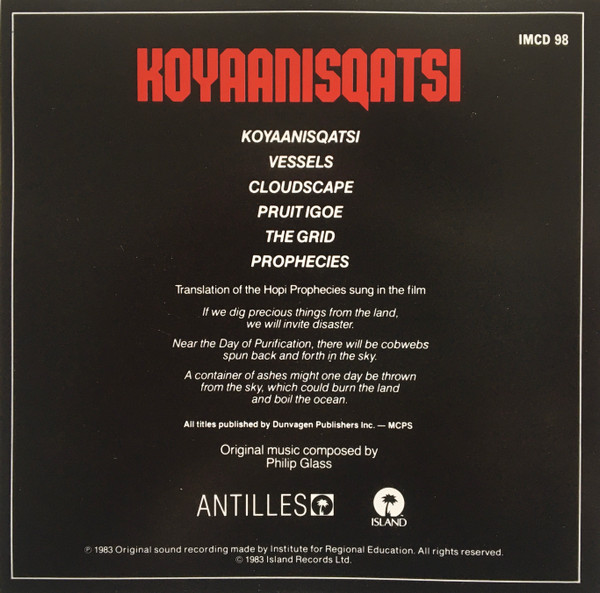 IMCD 98
KOYAANISQATSI
KOYAANISQATSI
VESSELS
CLOUDSCAPE
PRUIT IGOE
THE GRID
PROPHECIES
Translation of the Hopi Prophecies sung in the film
If we dig precious things from the land,
we will invite disaster.
Near the Day of Purification, there will be cobwebs
spun back and forth in the sky.
A container of ashes might one day be thrown
from the sky, which could burn the land
and boil the ocean.
All titles published by Dunvagen Publishers Inc. — MCPS
Original music composed by
Philip Glass
ANTILLES
ISLAND
℗ 1983 Original sound recording made by Institute for Regional Education. All rights reserved.
© 1983 Island Records Ltd.